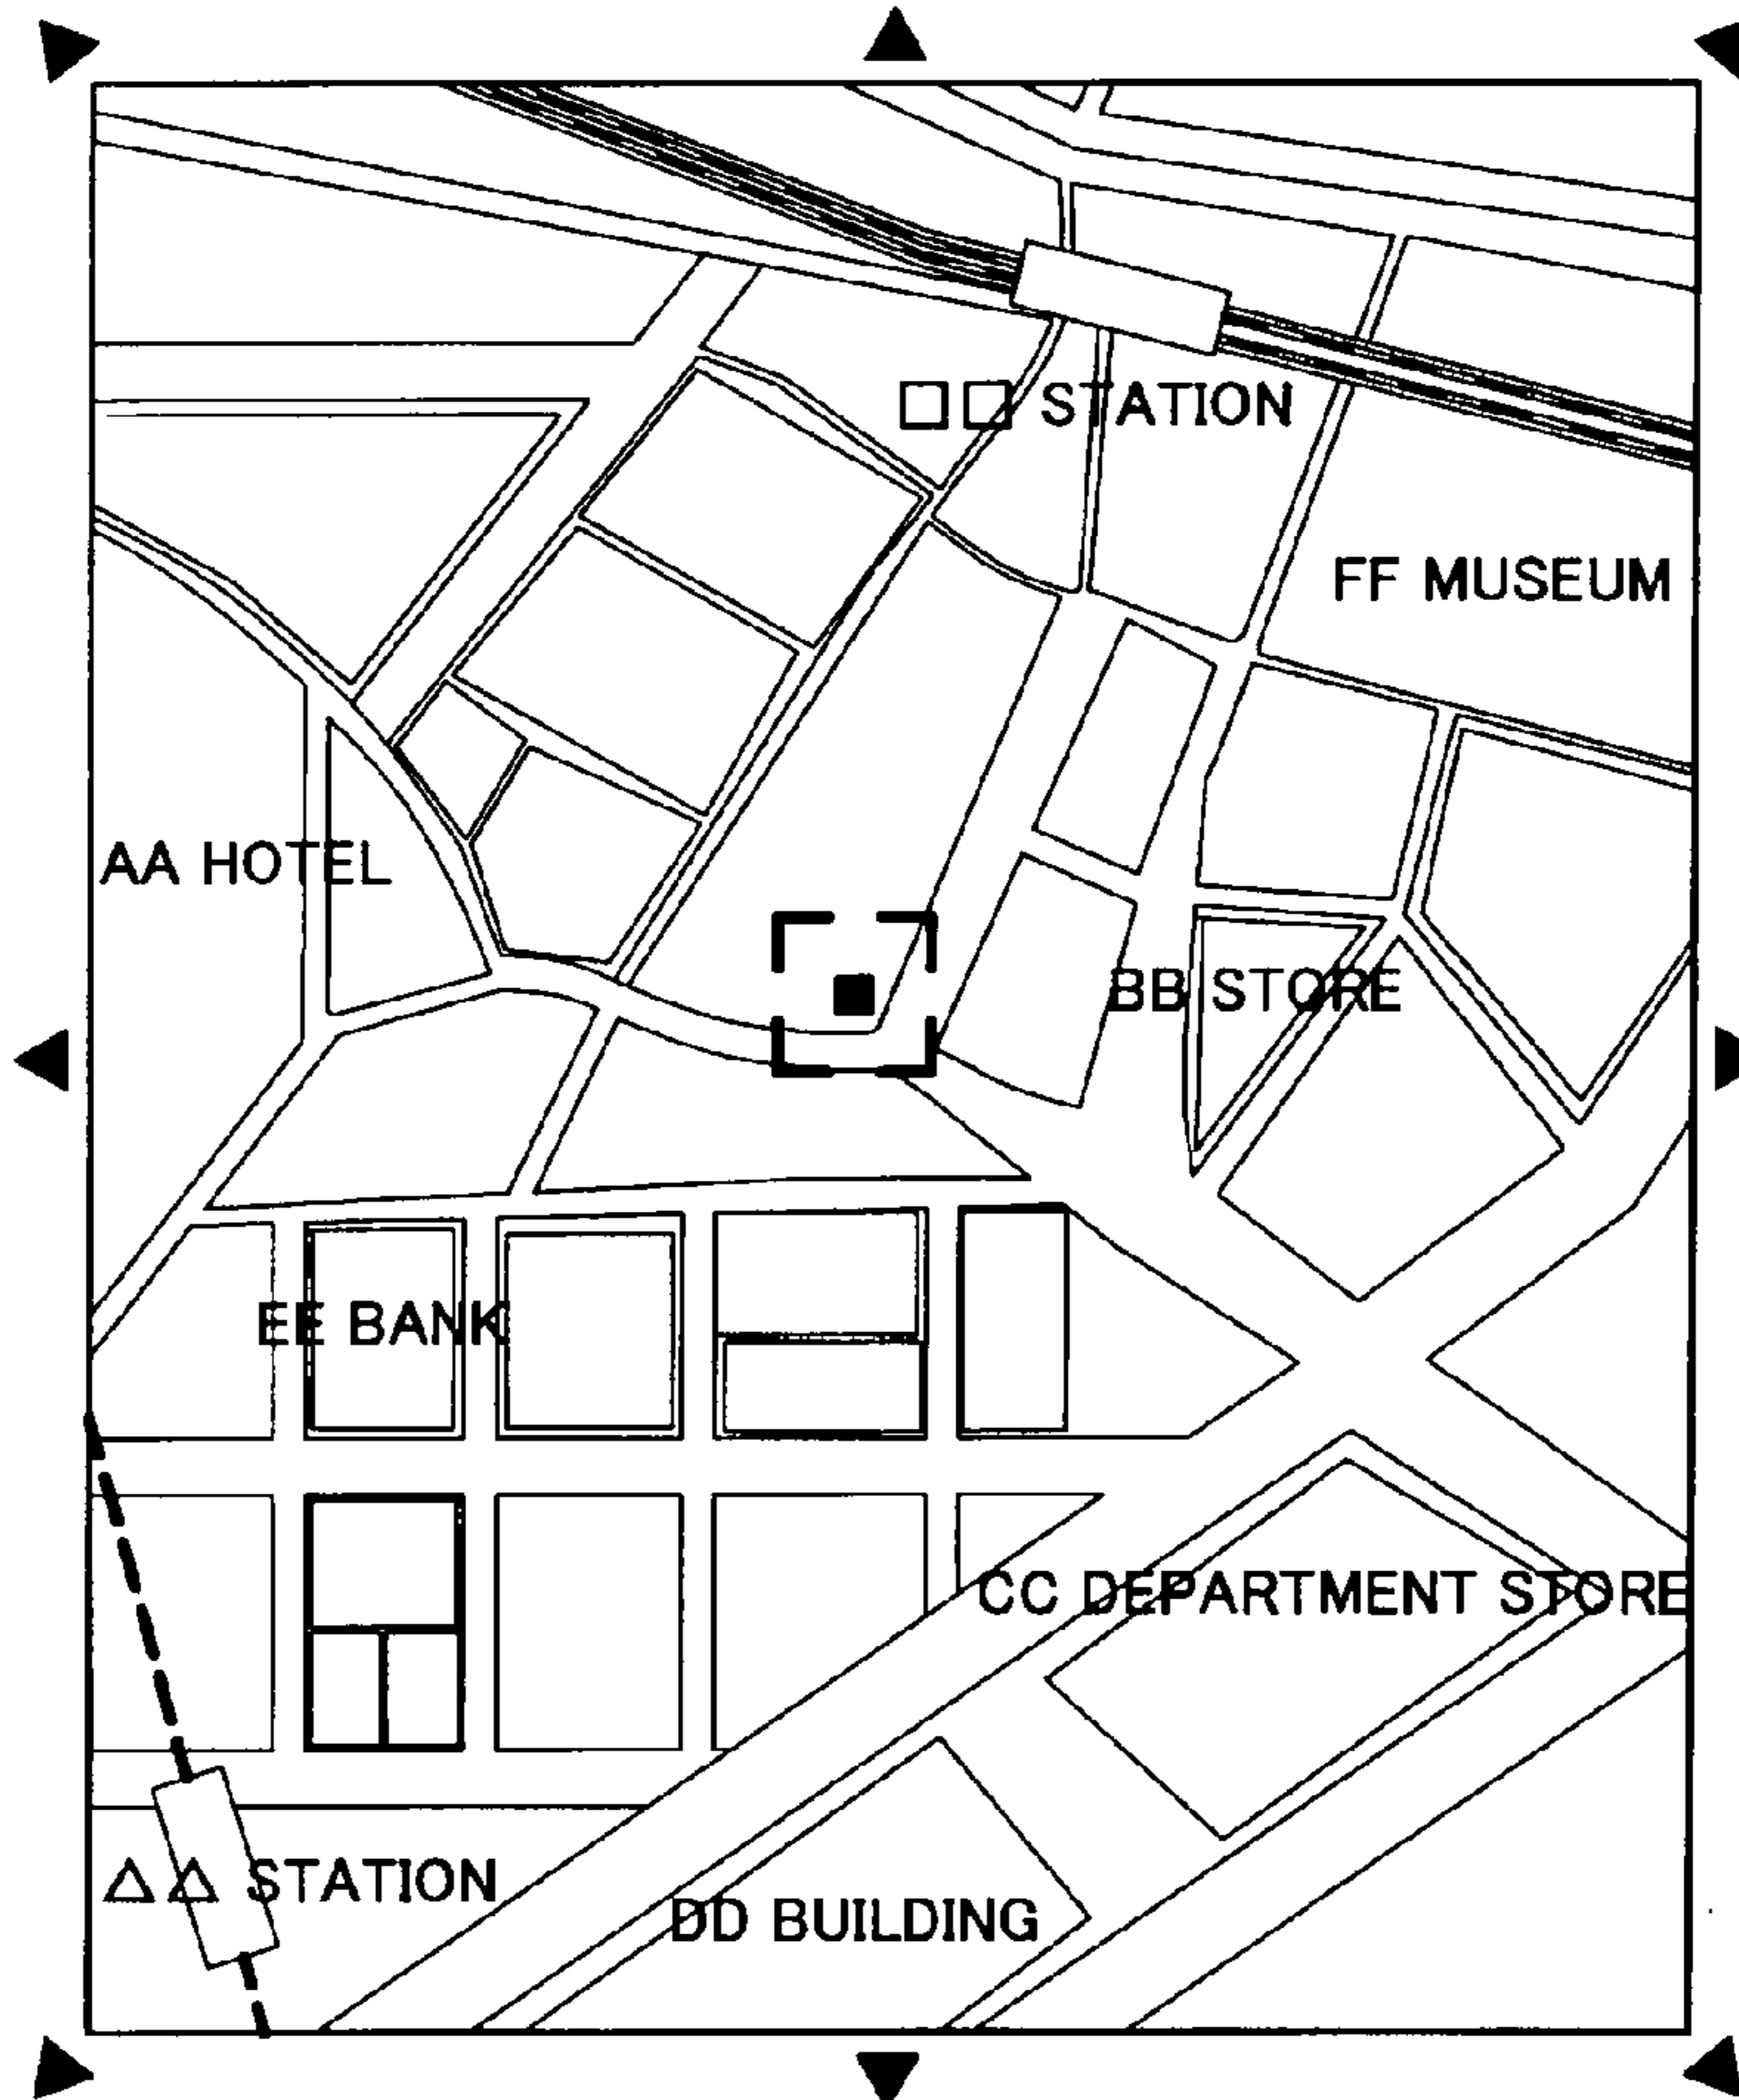 □□ STATION
FF MUSEUM
AA HOTEL
BB STORE
EE BANK
CC DEPARTMENT STORE
△△ STATION
DD BUILDING